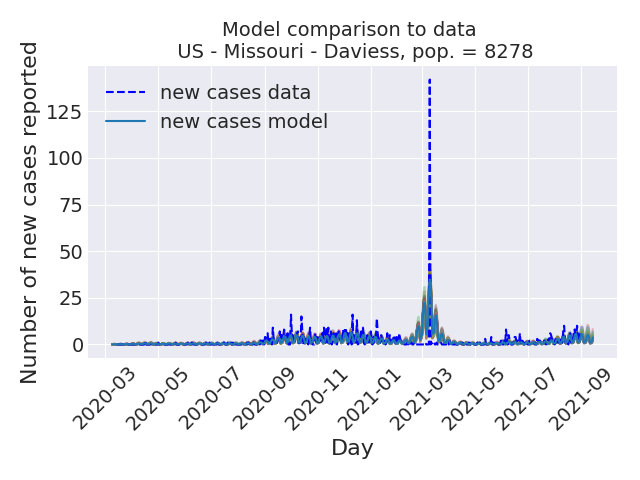 Model comparison to data
US - Missouri - Daviess, pop. = 8278
Number of new cases reported
new cases data
new cases model
125
100
75
50
25
0
2020-03
2020-05
2020-07
2020-09
2020-11
2021-01
2021-03
2021-05
2021-07
2021-09
Day